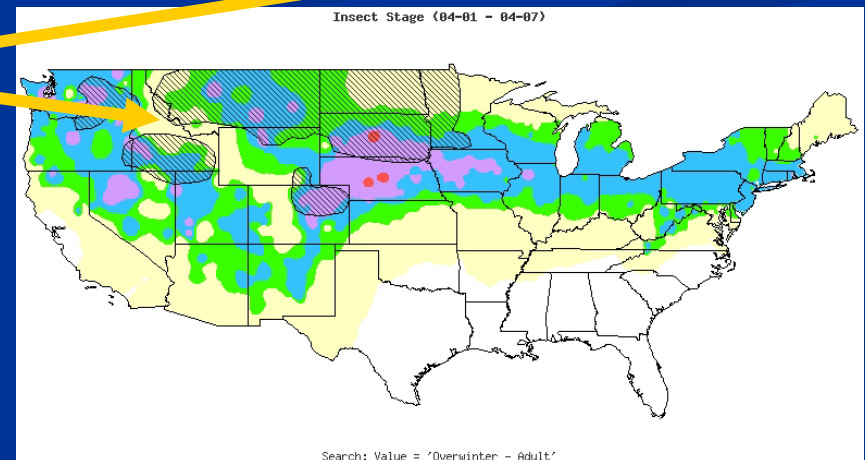 Insect Stage (04-01 - 04-07)
Search: Value = 'Overwinter - Adult'